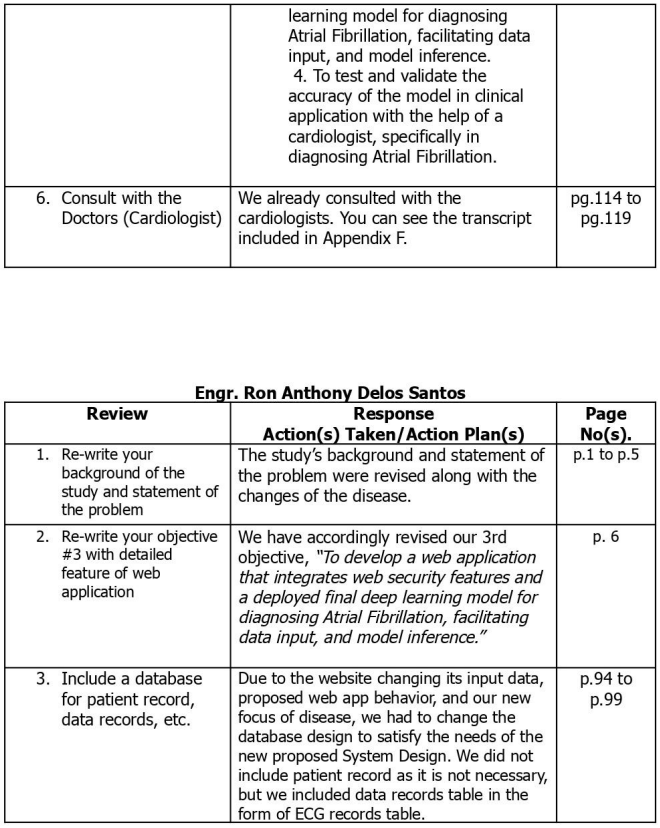 learning model for diagnosing
Atrial Fibrillation, facilitating data
input, and model inference.
4. To test and validate the
accuracy of the model in clinical
application with the help of a
cardiologist, specifically in
diagnosing Atrial Fibrillation.
6. Consult with the
Doctors (Cardiologist)
We already consulted with the
cardiologists. You can see the transcript
included in Appendix F.
pg.114 to
pg.119
Engr. Ron Anthony Delos Santos
Review
Response
Action(s) Taken/Action Plan(s)
Page
No(s).
1. Re-write your
background of the
study and statement of
the problem
The study's background and statement of
the problem were revised along with the
changes of the disease.
p.1 to p.5
2. Re-write your objective
#3 with detailed
feature of web
application
We have accordingly revised our 3rd
objective, “To develop a web application
that integrates web security features and
a deployed final deep learning model for
diagnosing Atrial Fibrillation, facilitating
data input, and model inference.”
p. 6
3. Include a database
for patient record,
data records, etc.
Due to the website changing its input data,
proposed web app behavior, and our new
focus of disease, we had to change the
database design to satisfy the needs of the
new proposed System Design. We did not
include patient record as it is not necessary,
but we included data records table in the
form of ECG records table.
p.94 to
p.99